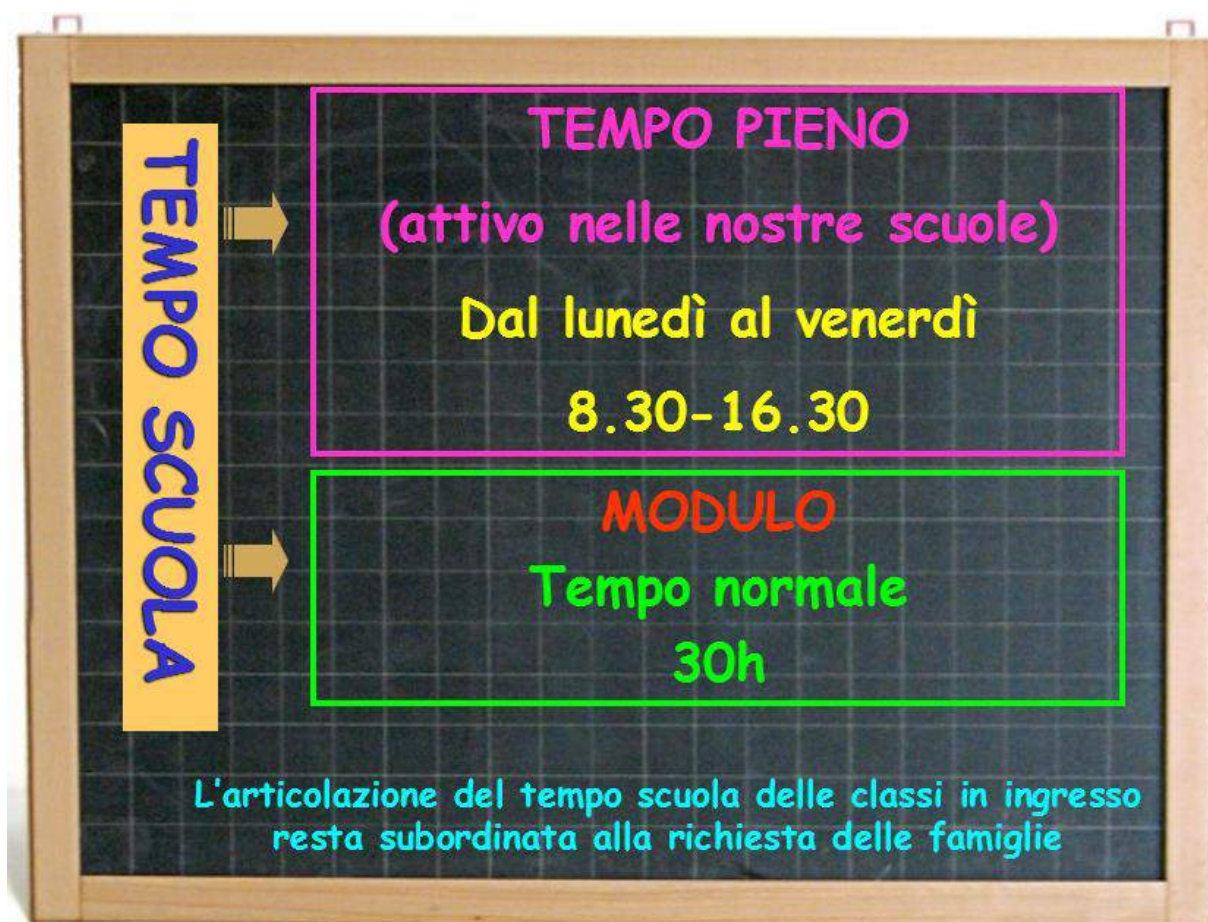 TEMPO SCUOLA
TEMPO PIENO
(attivo nelle nostre scuole)
Dal lunedì al venerdì
8.30-16.30
MODULO
Tempo normale
30h
L'articolazione del tempo scuola delle classi in ingresso
resta subordinata alla richiesta delle famiglie